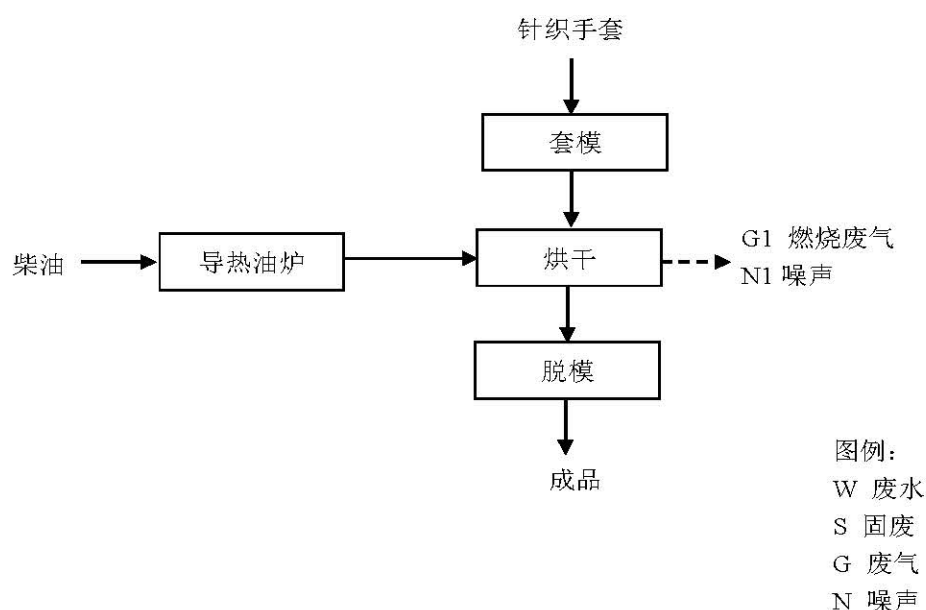 针织手套
套模
柴油
导热油炉
烘干
G1 燃烧废气
N1 噪声
脱模
成品
图例：
W 废水
S 固废
G 废气
N 噪声